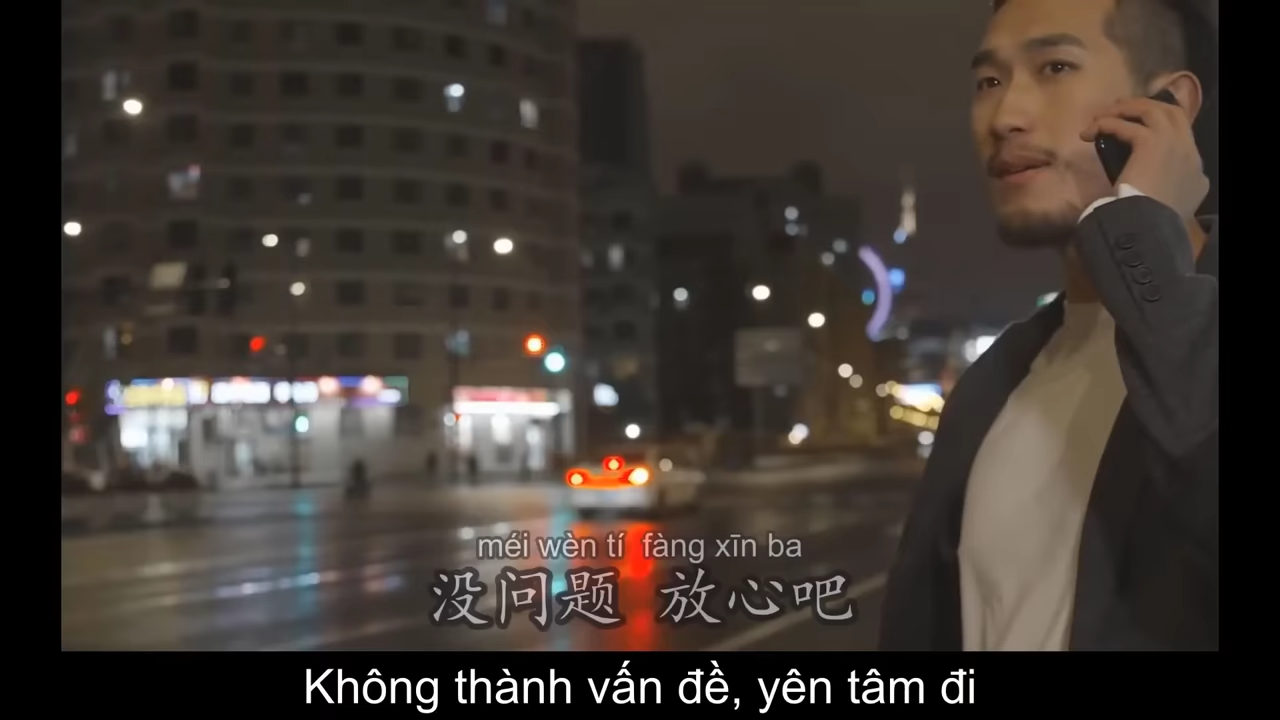 méi wèn tí fàng xīn ba
没问题 放心吧
Không thành vấn đề, yên tâm đi